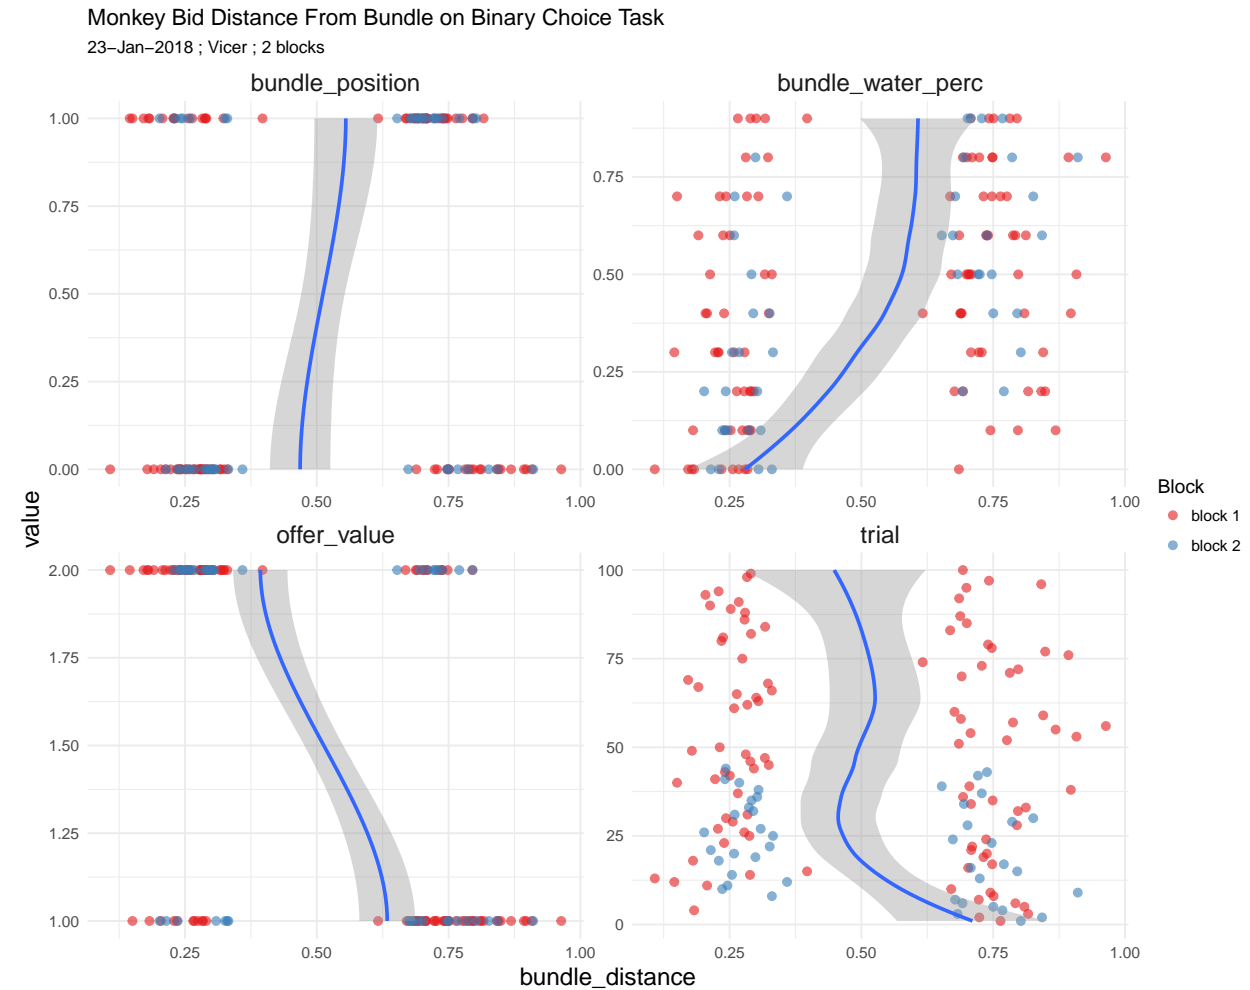 Monkey Bid Distance From Bundle on Binary Choice Task
23−Jan−2018 ; Vicer ; 2 blocks
bundle_position
bundle_water_perc
1.00
0.75
0.50
0.25
0.00
0.75
0.50
0.25
0.00
0.25 0.50 0.75 1.00
0.25 0.50 0.75 1.00
offer_value
trial
2.00
1.75
1.50
1.25
1.00
100
75
50
25
0
0.25 0.50 0.75 1.00
0.25 0.50 0.75 1.00
value
bundle_distance
Block
block 1
block 2